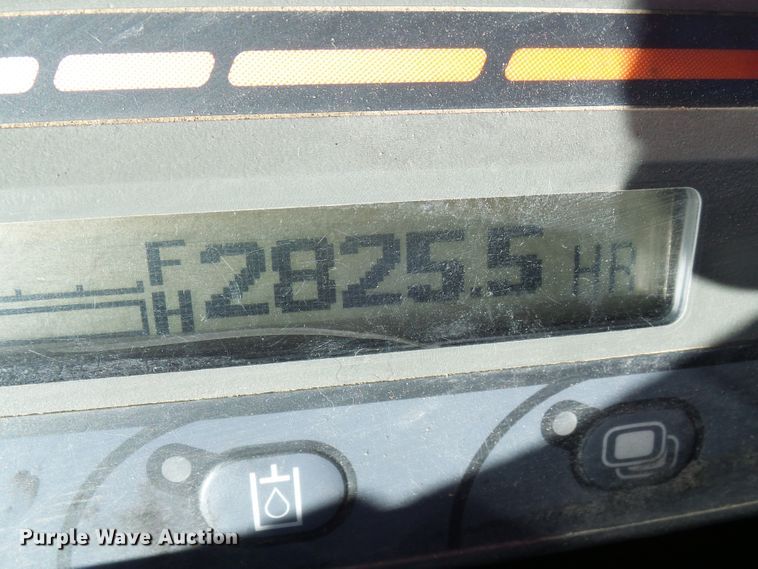 F
H 2825.5 HR
Purple Wave Auction